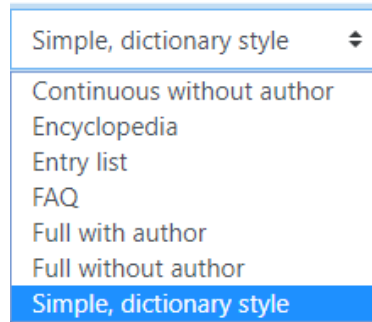 Simple, dictionary style
Continuous without author
Encyclopedia
Entry list
FAQ
Full with author
Full without author
Simple, dictionary style